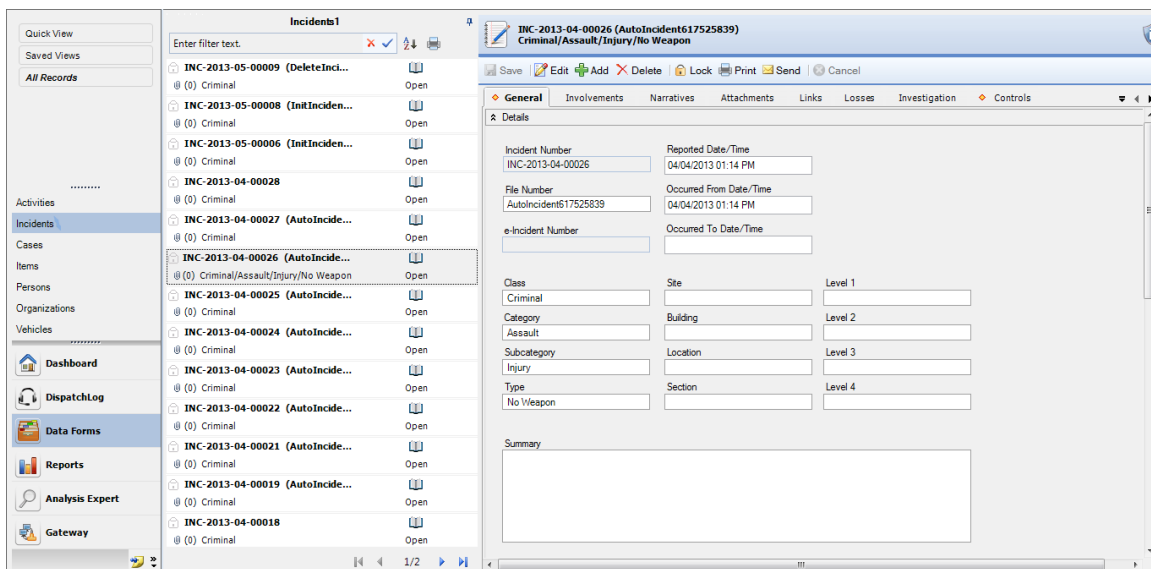 Quick View
Saved Views
All Records
Activities
Incidents
Cases
Items
Persons
Organizations
Vehicles
Dashboard
DispatchLog
Data Forms
Reports
Analysis Expert
Gateway
Incidents1
Enter filter text.
INC-2013-05-00009 (DeleteInci...
(0) Criminal Open
INC-2013-05-00008 (InitInciden...
(0) Criminal Open
INC-2013-05-00006 (InitInciden...
(0) Criminal Open
INC-2013-04-00028
(0) Criminal Open
INC-2013-04-00027 (AutoIncide...
(0) Criminal Open
INC-2013-04-00026 (AutoIncide...
(0) Criminal/Assault/Injury/No Weapon Open
INC-2013-04-00025 (AutoIncide...
(0) Criminal Open
INC-2013-04-00024 (AutoIncide...
(0) Criminal Open
INC-2013-04-00023 (AutoIncide...
(0) Criminal Open
INC-2013-04-00022 (AutoIncide...
(0) Criminal Open
INC-2013-04-00021 (AutoIncide...
(0) Criminal Open
INC-2013-04-00019 (AutoIncide...
(0) Criminal Open
INC-2013-04-00018
(0) Criminal Open
1/2
INC-2013-04-00026 (AutoIncident617525839)
Criminal/Assault/Injury/No Weapon
Save Edit Add Delete Lock Print Send Cancel
General Involvements Narratives Attachments Links Losses Investigation Controls
Details
Incident Number Reported Date/Time
INC-2013-04-00026 04/04/2013 01:14 PM
File Number Occurred From Date/Time
AutoIncident617525839 04/04/2013 01:14 PM
e-Incident Number Occurred To Date/Time
Class Site Level 1
Criminal
Category Building Level 2
Assault
Subcategory Location Level 3
Injury
Type Section Level 4
No Weapon
Summary